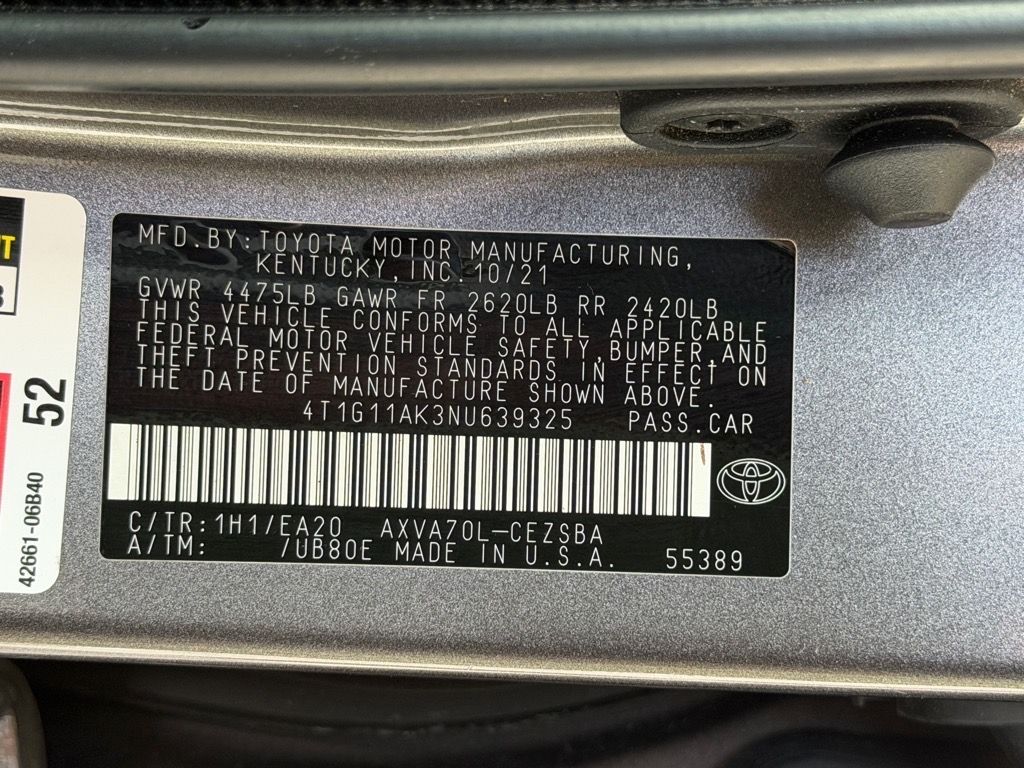 MFD.BY:TOYOTA MOTOR MANUFACTURING,
KENTUCKY, INC.10/21
GVWR 4475LB GAWR FR 2620LB RR 2420LB
THIS VEHICLE CONFORMS TO ALL APPLICABLE
FEDERAL MOTOR VEHICLE SAFETY,BUMPER,AND
THEFT PREVENTION STANDARDS IN EFFECT ON
THE DATE OF MANUFACTURE SHOWN ABOVE.
4T1G11AK3NU639325 PASS.CAR
C/TR:1H1/EA20 AXVA70L-CEZSBA
A/TM: /UB80E MADE IN U.S.A. 55389
52
42661-06B40